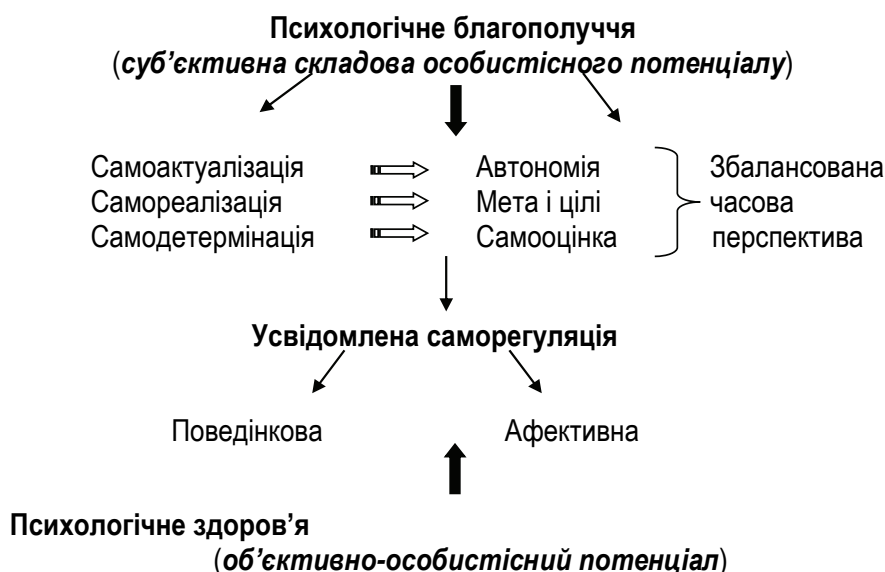 Психологічне благополуччя
(суб’єктивна складова особистісного потенціалу)
Самоактуалізація Автономія Збалансована
Самореалізація Мета і цілі часова
Самодетермінація Самооцінка перспектива
Усвідомлена саморегуляція
Поведінкова Афективна
Психологічне здоров’я
(об’єктивно-особистісний потенціал)